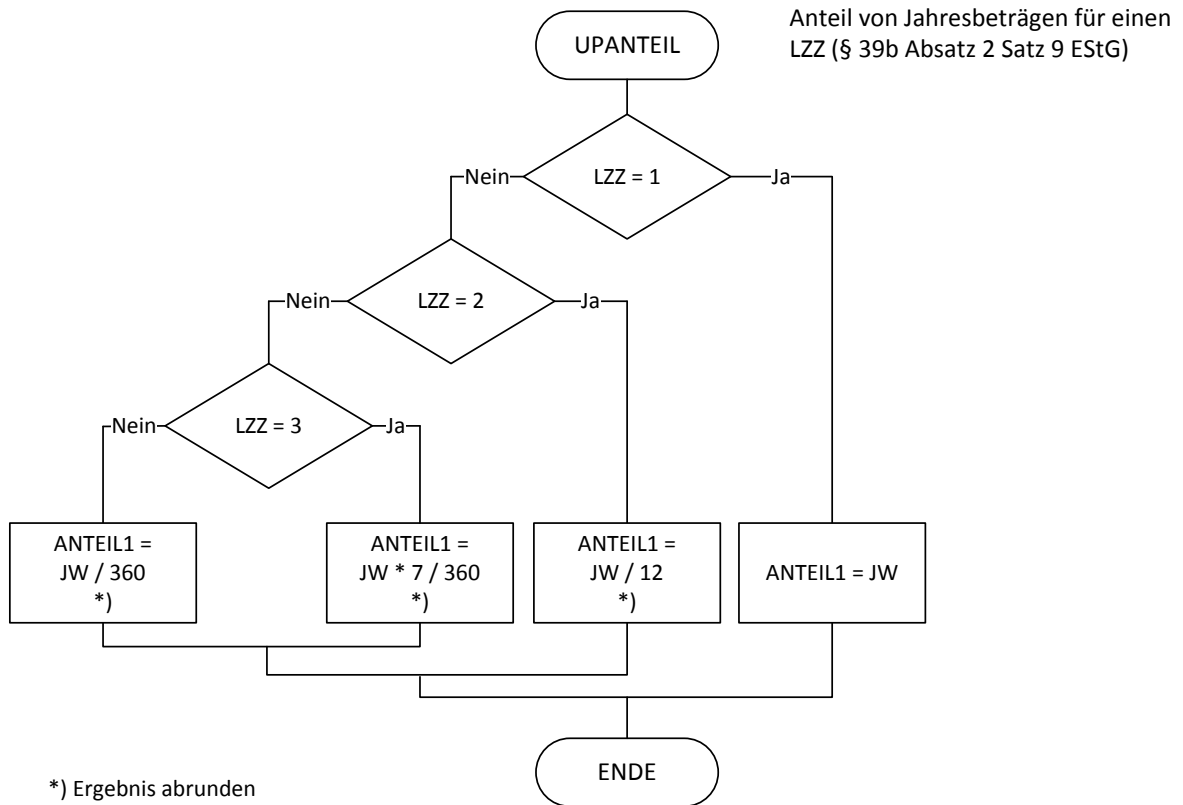 Anteil von Jahresbeträgen für einen
LZZ (§ 39b Absatz 2 Satz 9 EStG)
UPANTEIL
LZZ = 1
Nein
Ja
LZZ = 2
Nein
Ja
LZZ = 3
Nein
Ja
ANTEIL1 =
JW / 360
*)
ANTEIL1 =
JW * 7 / 360
*)
ANTEIL1 =
JW / 12
*)
ANTEIL1 = JW
ENDE
*) Ergebnis abrunden